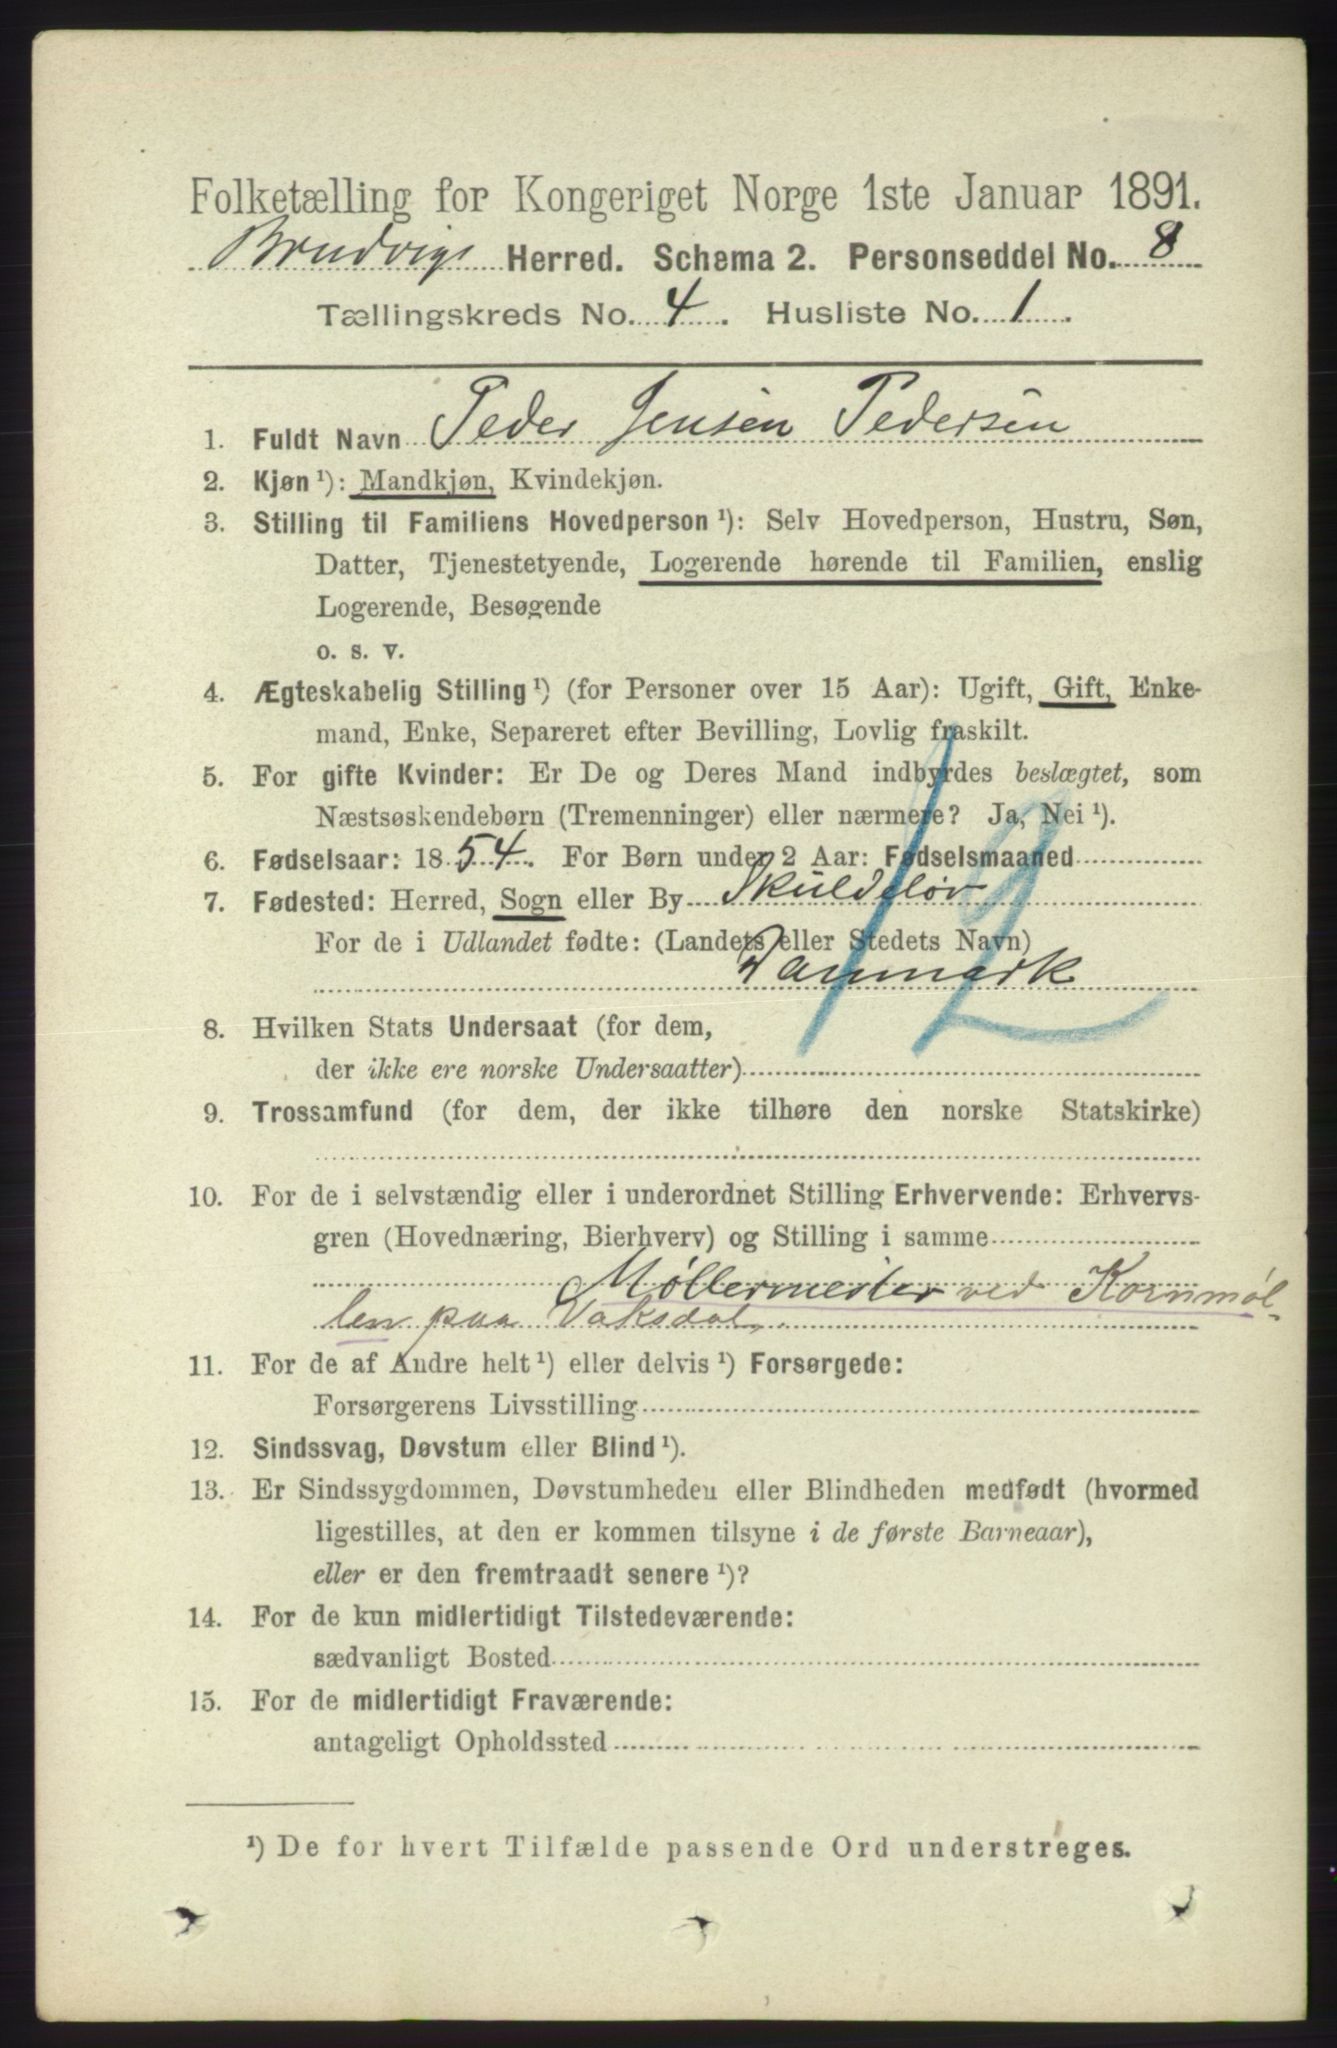 Folketælling for Kongeriget Norge 1ste Januar 1891.
Brudvigs Herred. Schema 2. Personseddel No. 8
Tællingskreds No. 4. Husliste No. 1.
1. Fuldt Navn Peder Jensen Pedersen
2. Kjøn ¹): Mandkjøn, Kvindekjøn.
3. Stilling til Familiens Hovedperson ¹): Selv Hovedperson, Hustru, Søn,
Datter, Tjenestetyende, Logerende hørende til Familien, enslig
Logerende, Besøgende
o. s. v.
4. Ægteskabelig Stilling ¹) (for Personer over 15 Aar): Ugift, Gift, Enke-
mand, Enke, Separeret efter Bevilling, Lovlig fraskilt.
5. For gifte Kvinder: Er De og Deres Mand indbyrdes beslægtet, som
Næstsøskendebørn (Tremenninger) eller nærmere? Ja, Nei ¹).
6. Fødselsaar: 1854. For Børn under 2 Aar: Fødselsmaaned
7. Fødested: Herred, Sogn eller By Skuldeløv
For de i Udlandet fødte: (Landets eller Stedets Navn)
Danmark
12
8. Hvilken Stats Undersaat (for dem,
der ikke ere norske Undersaatter)
9. Trossamfund (for dem, der ikke tilhøre den norske Statskirke)
10. For de i selvstændig eller i underordnet Stilling Erhvervende: Erhvervs-
gren (Hovednæring, Bierhverv) og Stilling i samme
Møllermester ved Kornmøl-
len paa Vaksdal.
11. For de af Andre helt ¹) eller delvis ¹) Forsørgede:
Forsørgerens Livsstilling
12. Sindssvag, Døvstum eller Blind ¹).
13. Er Sindssygdommen, Døvstumheden eller Blindheden medfødt (hvormed
ligestilles, at den er kommen tilsyne i de første Barneaar),
eller er den fremtraadt senere ¹)?
14. For de kun midlertidigt Tilstedeværende:
sædvanligt Bosted
15. For de midlertidigt Fraværende:
antageligt Opholdssted
¹) De for hvert Tilfælde passende Ord understreges.